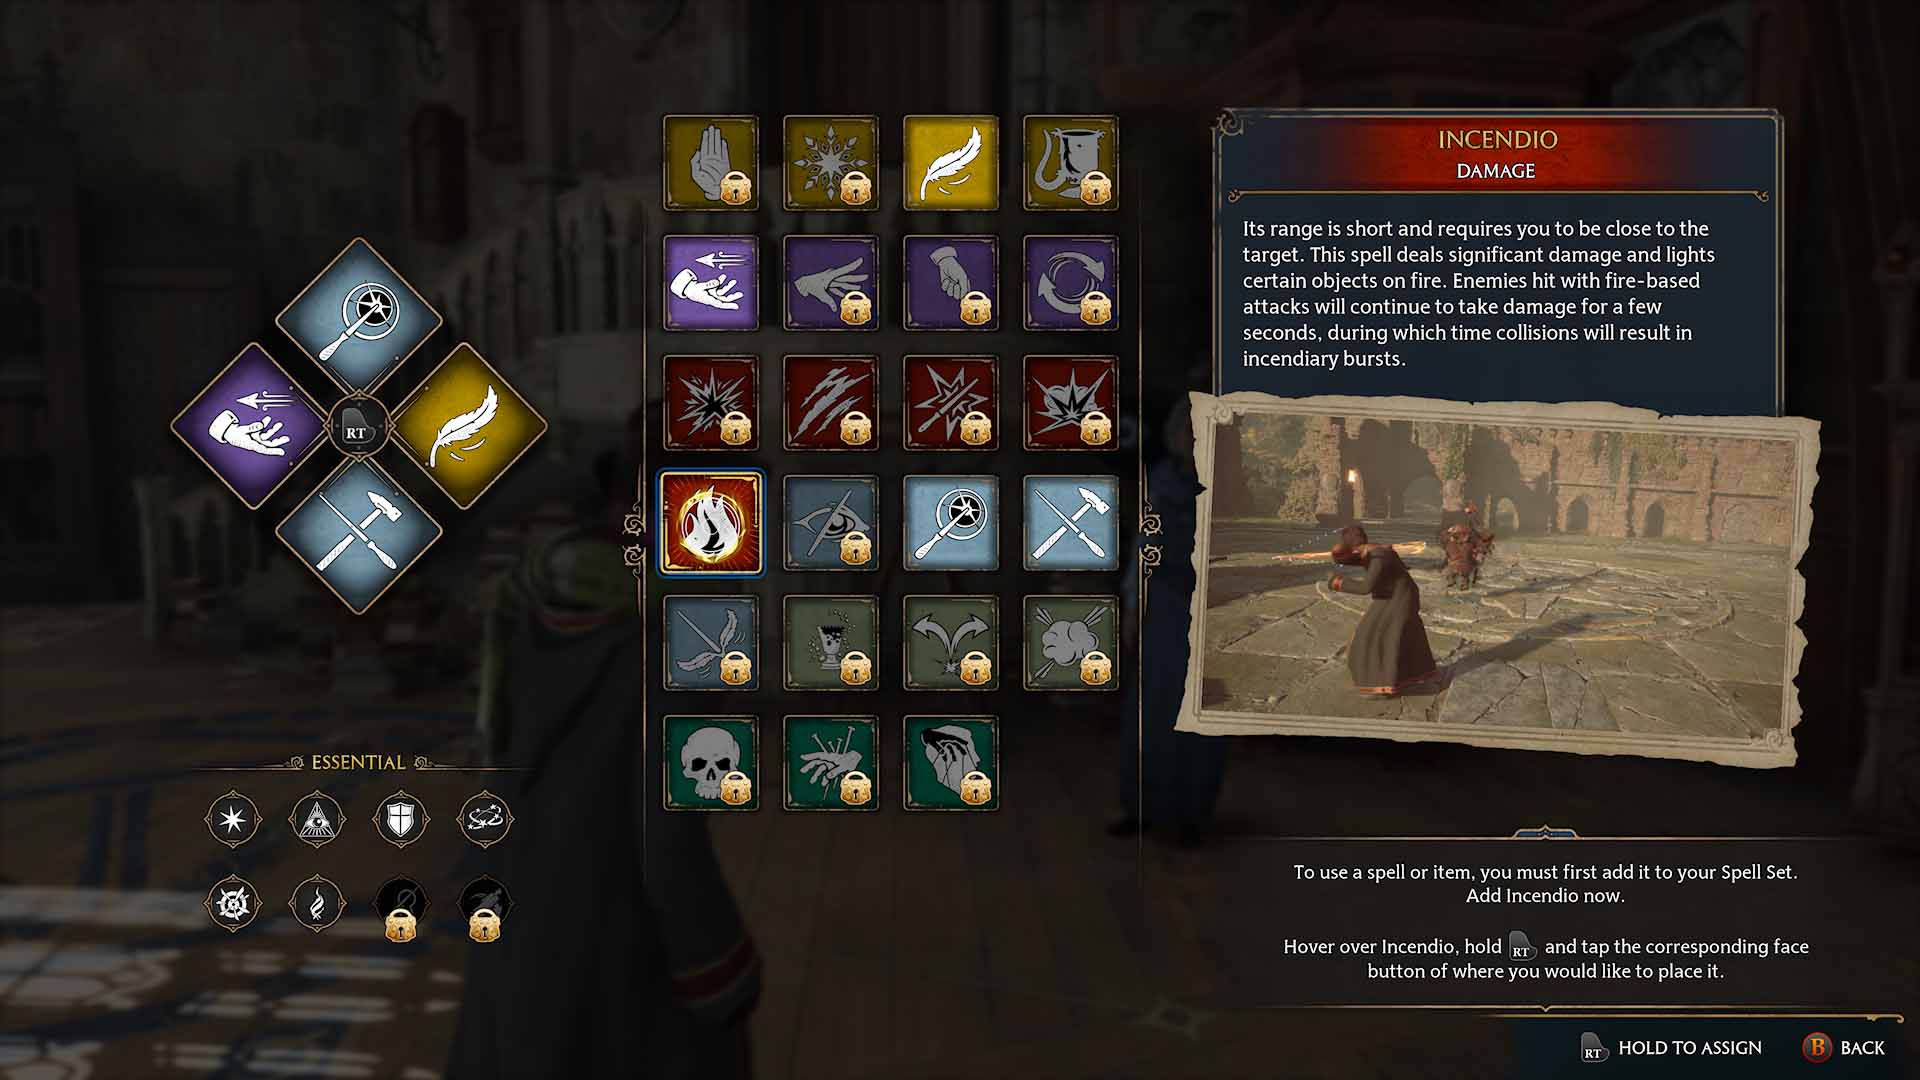 INCENDIO
DAMAGE
Its range is short and requires you to be close to the
target. This spell deals significant damage and lights
certain objects on fire. Enemies hit with fire-based
attacks will continue to take damage for a few
seconds, during which time collisions will result in
incendiary bursts.
RT
ESSENTIAL
To use a spell or item, you must first add it to your Spell Set.
Add Incendio now.
Hover over Incendio, hold RT and tap the corresponding face
button of where you would like to place it.
RT HOLD TO ASSIGN B BACK